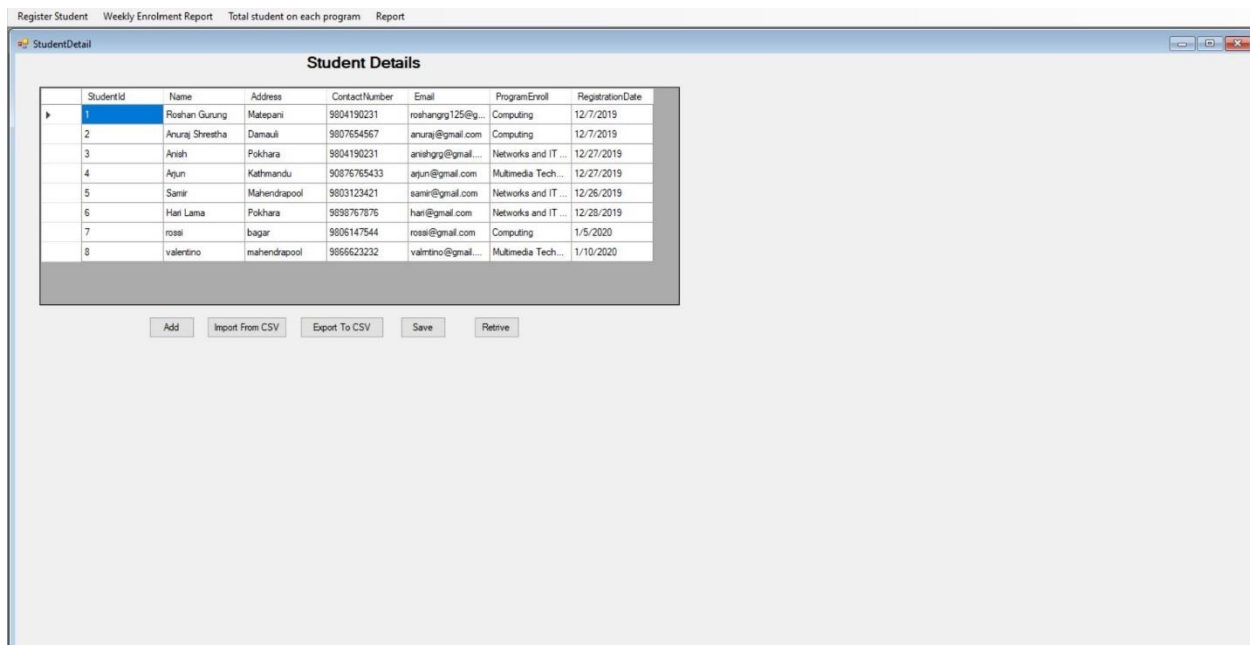 Register Student Weekly Enrolment Report Total student on each program Report
StudentDetail
Student Details
StudentId Name Address ContactNumber Email ProgramEnroll RegistrationDate
1 Roshan Gurung Matepani 9804190231 roshangrg125@g... Computing 12/7/2019
2 Anuraj Shrestha Damauli 9807654567 anuraj@gmail.com Computing 12/7/2019
3 Anish Pokhara 9804190231 anishgrg@gmail.... Networks and IT ... 12/27/2019
4 Arjun Kathmandu 90876765433 arjun@gmail.com Multimedia Tech... 12/27/2019
5 Samir Mahendrapool 9803123421 samir@gmail.com Networks and IT ... 12/26/2019
6 Hari Lama Pokhara 9898767876 hari@gmail.com Networks and IT ... 12/28/2019
7 rossi bagar 9806147544 rossi@gmail.com Computing 1/5/2020
8 valentino mahendrapool 9866623232 valmtino@gmail.... Multimedia Tech... 1/10/2020
Add Import From CSV Export To CSV Save Retrive